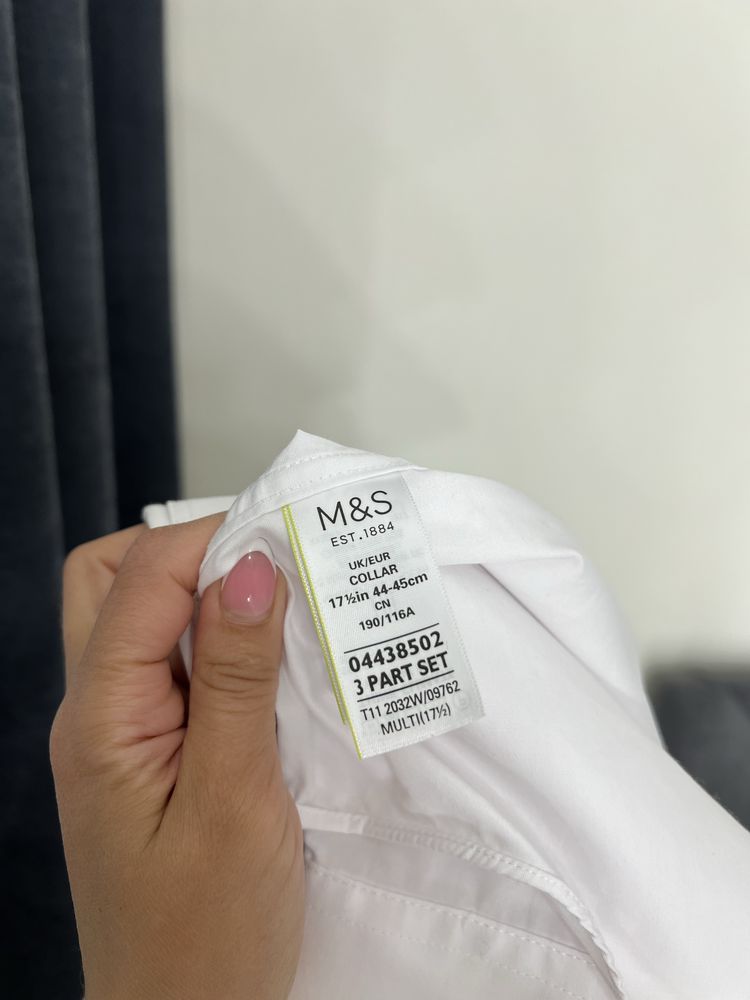 M&S
EST.1884
UK/EUR
COLLAR
17½in 44-45cm
CN
190/116A
04438502
3 PART SET
T11 2032W/09762
MULTI(17½)